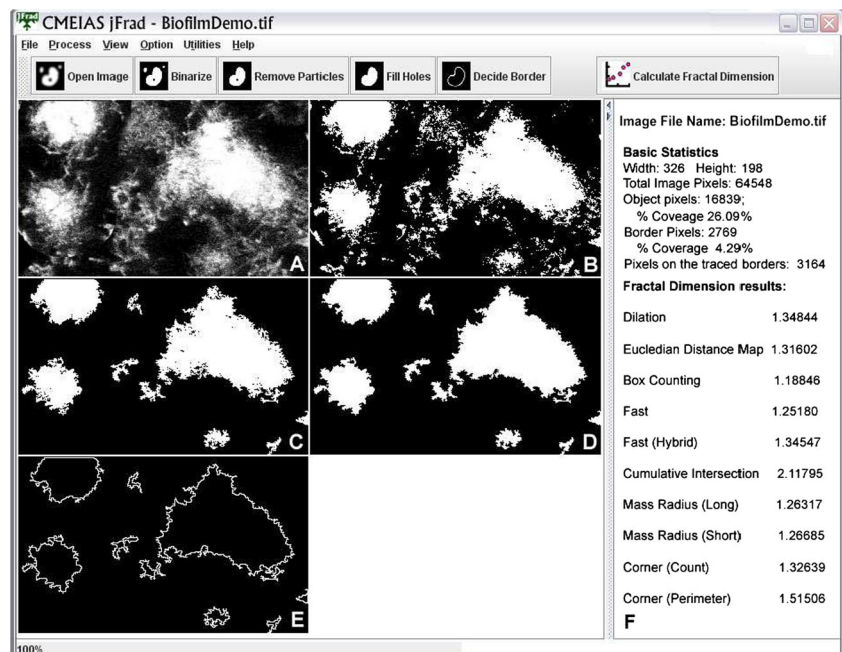 jFrad CMEIAS jFrad - BiofilmDemo.tif
File Process View Option Utilities Help
Open Image Binarize Remove Particles Fill Holes Decide Border Calculate Fractal Dimension
A
B
C
D
E
Image File Name: BiofilmDemo.tif
Basic Statistics
Width: 326 Height: 198
Total Image Pixels: 64548
Object pixels: 16839;
% Coveage 26.09%
Border Pixels: 2769
% Coverage 4.29%
Pixels on the traced borders: 3164
Fractal Dimension results:
Dilation 1.34844
Eucledian Distance Map 1.31602
Box Counting 1.18846
Fast 1.25180
Fast (Hybrid) 1.34547
Cumulative Intersection 2.11795
Mass Radius (Long) 1.26317
Mass Radius (Short) 1.26685
Corner (Count) 1.32639
Corner (Perimeter) 1.51506
F
100%